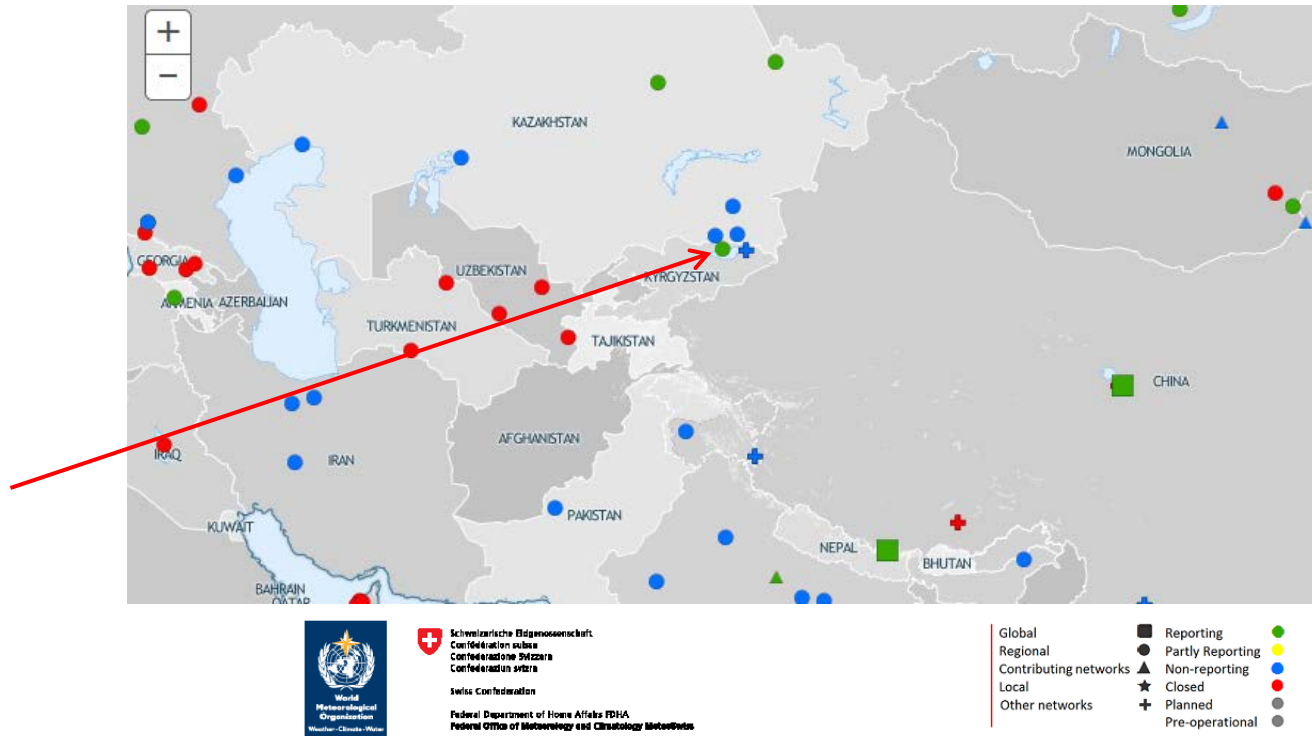 +
−
KAZAKHSTAN
MONGOLIA
GEORGIA
UZBEKISTAN
KYRGYZSTAN
ARMENIA
AZERBAIJAN
TURKMENISTAN
TAJIKISTAN
CHINA
AFGHANISTAN
IRAQ
IRAN
PAKISTAN
KUWAIT
NEPAL
BHUTAN
BAHRAIN
QATAR
World
Meteorological
Organization
Weather · Climate · Water
Schweizerische Eidgenossenschaft
Confédération suisse
Confederazione Svizzera
Confederaziun svizra
Swiss Confederation
Federal Department of Home Affairs FDHA
Federal Office of Meteorology and Climatology MeteoSwiss
Global
Regional
Contributing networks
Local
Other networks
Reporting
Partly Reporting
Non-reporting
Closed
Planned
Pre-operational